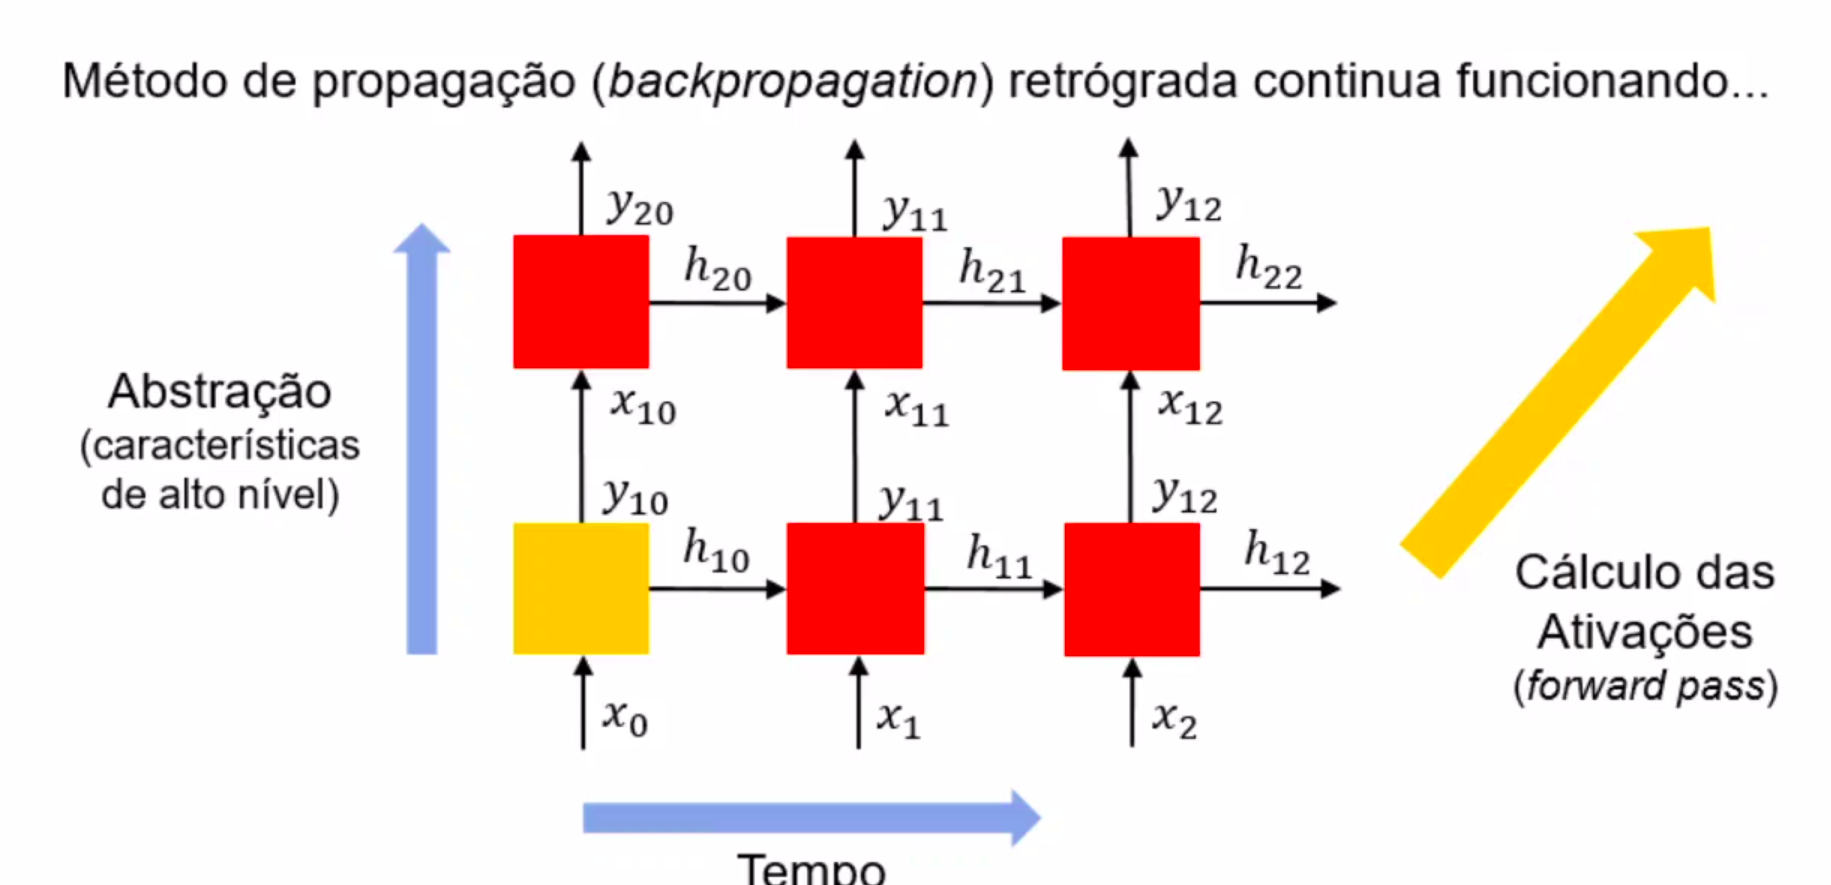 Método de propagação (backpropagation) retrógrada continua funcionando...
y20
y11
y12
h20
h21
h22
Abstração
(características
de alto nível)
x10
x11
x12
y10
y11
y12
h10
h11
h12
Cálculo das
Ativações
(forward pass)
x0
x1
x2
Tempo